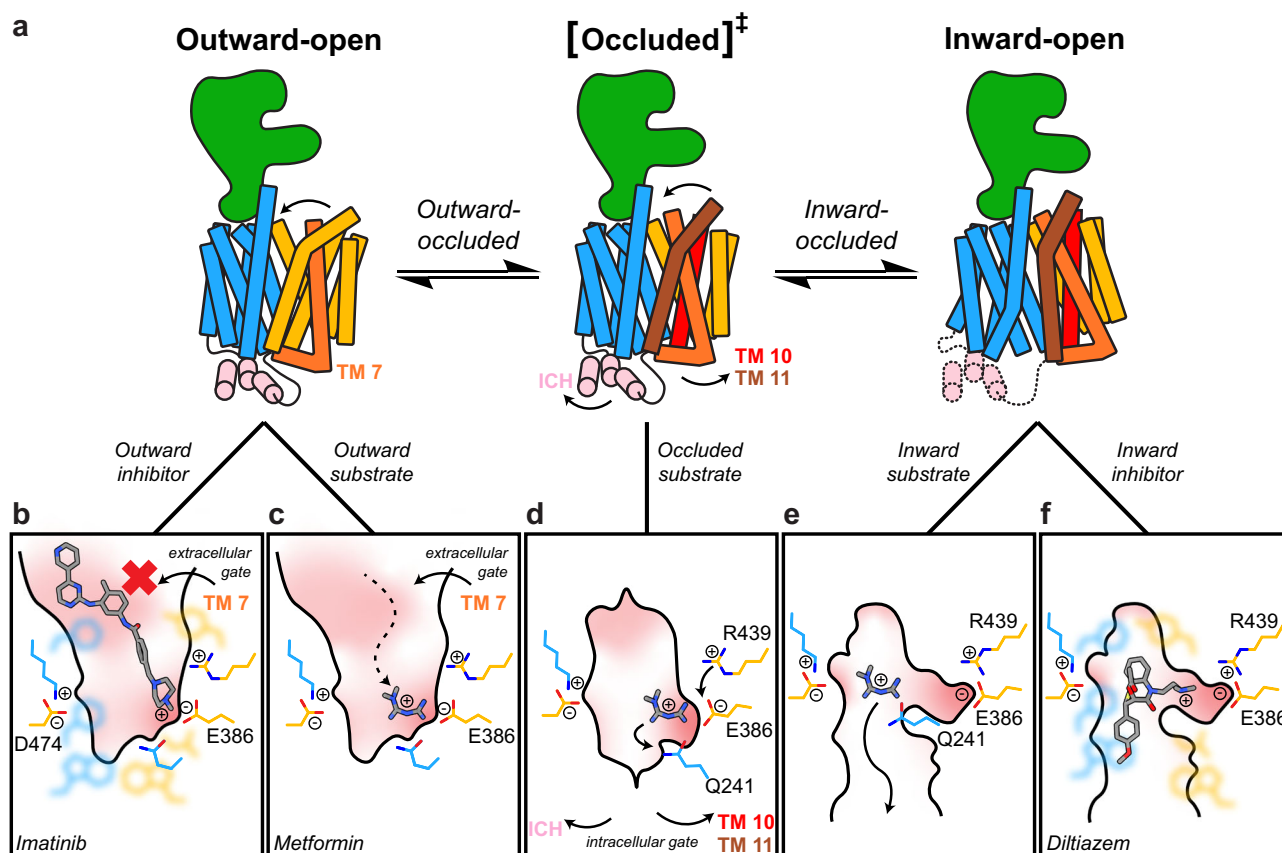 a
Outward-open
[Occluded]‡
Inward-open
Outward-
occluded
Inward-
occluded
TM 7
ICH
TM 10
TM 11
Outward
inhibitor
Outward
substrate
Occluded
substrate
Inward
substrate
Inward
inhibitor
b
extracellular
gate
TM 7
+
+
−
−
+
D474
E386
Imatinib
c
extracellular
gate
TM 7
+
+
−
+
−
E386
Metformin
d
R439
+
+
−
+
−
E386
Q241
ICH
intracellular gate
TM 10
TM 11
e
R439
+
+
−
+
−
E386
Q241
f
R439
+
+
−
+
−
E386
Diltiazem